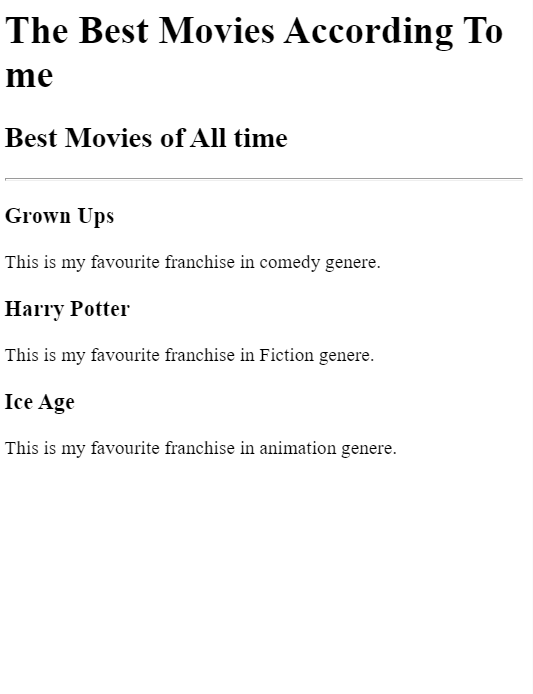 The Best Movies According To
me
Best Movies of All time
Grown Ups
This is my favourite franchise in comedy genere.
Harry Potter
This is my favourite franchise in Fiction genere.
Ice Age
This is my favourite franchise in animation genere.